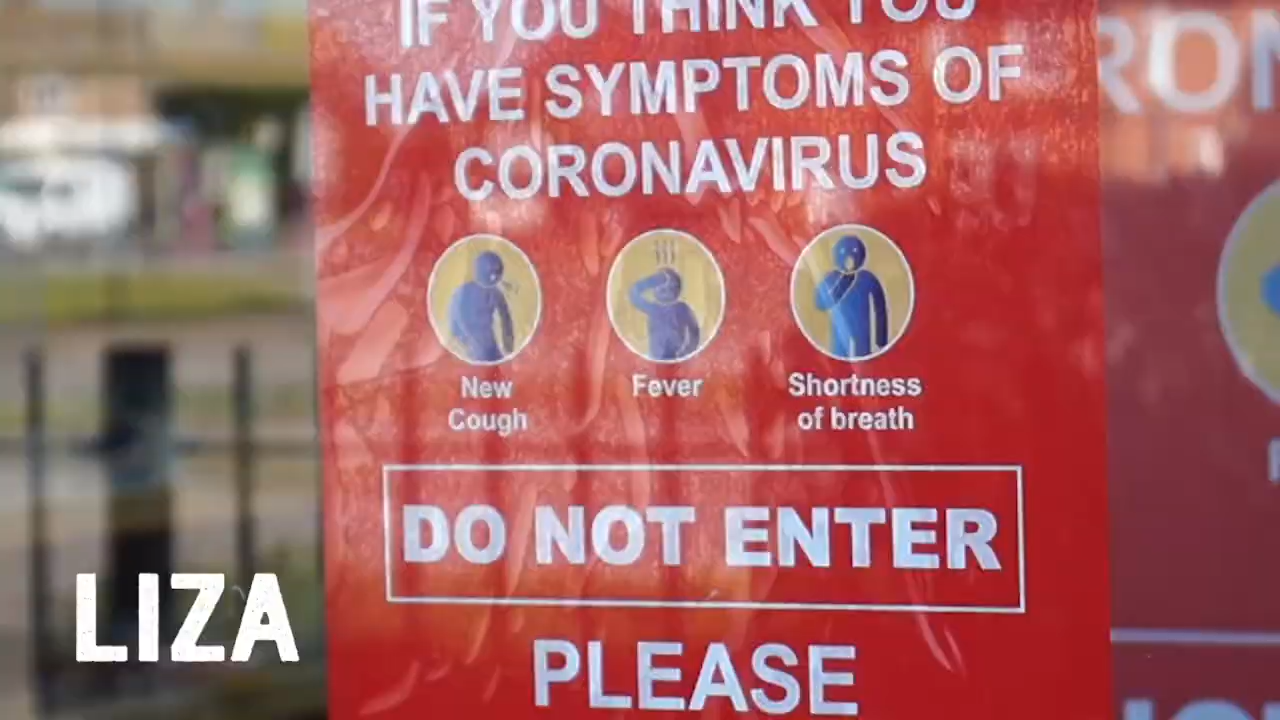 IF YOU THINK YOU
HAVE SYMPTOMS OF
CORONAVIRUS
New
Cough
Fever
Shortness
of breath
DO NOT ENTER
PLEASE
LIZA